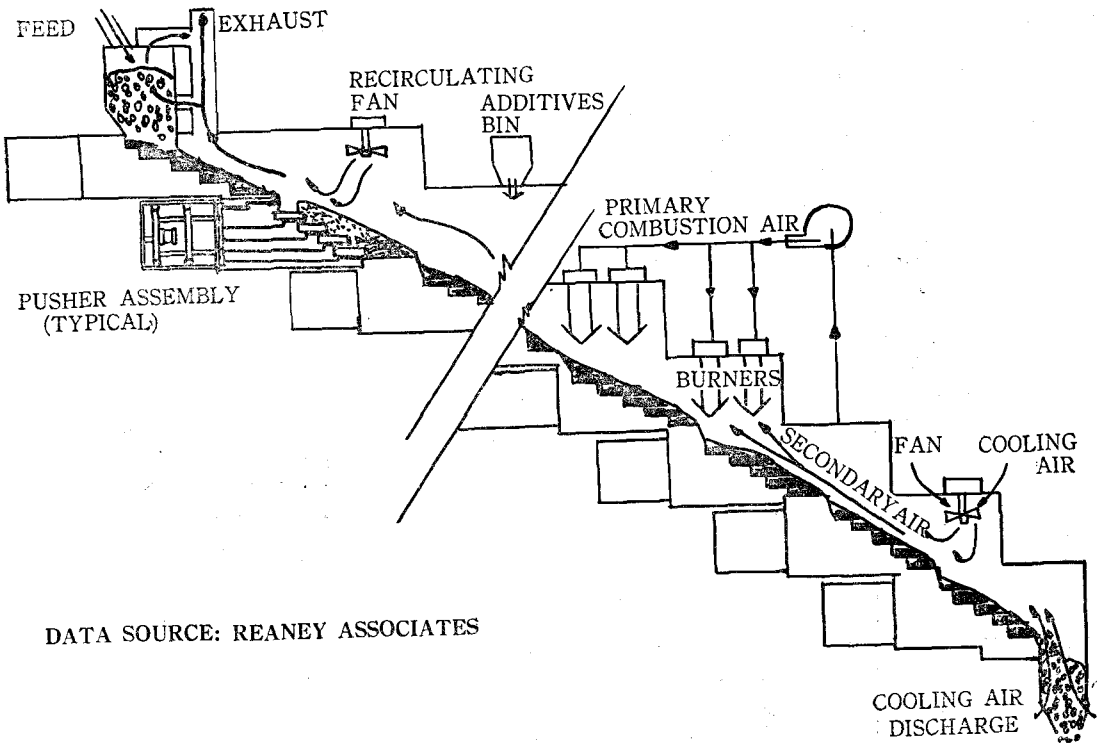 FEED
EXHAUST
RECIRCULATING
FAN
ADDITIVES
BIN
PRIMARY
COMBUSTION AIR
PUSHER ASSEMBLY
(TYPICAL)
BURNERS
SECONDARY AIR
FAN
COOLING
AIR
DATA SOURCE: REANEY ASSOCIATES
COOLING AIR
DISCHARGE